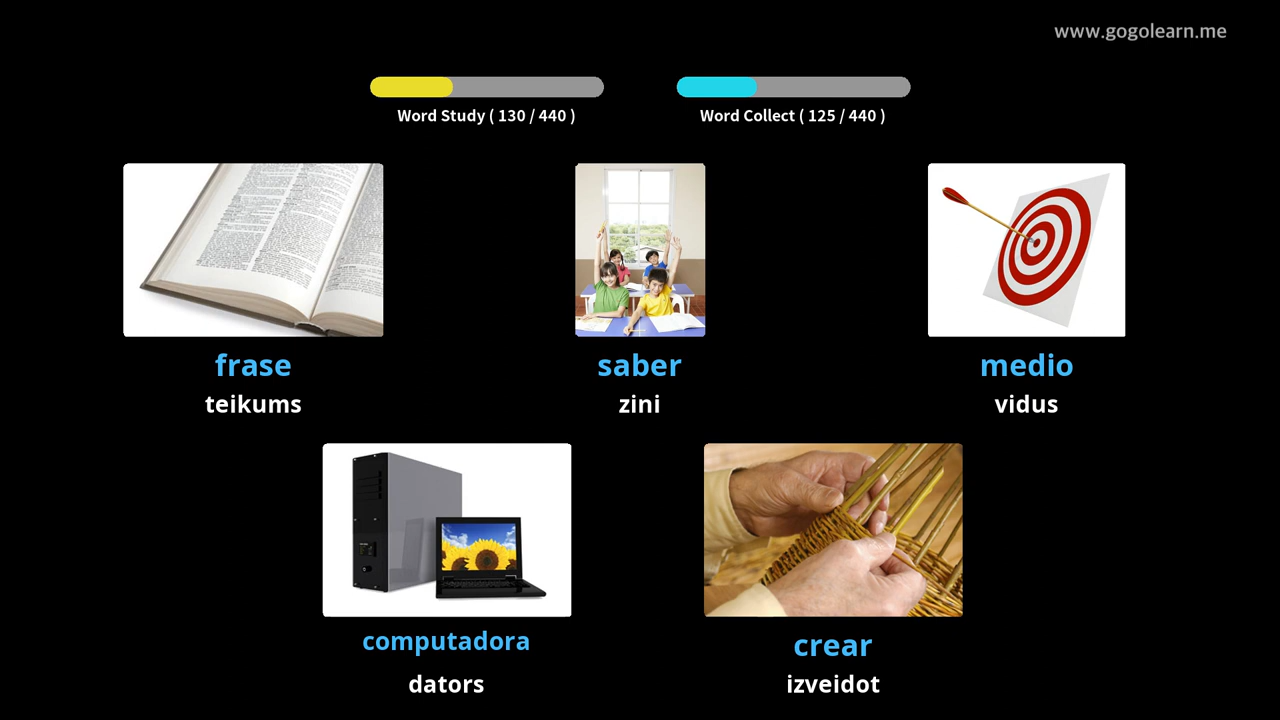 www.gogolearn.me
Word Study ( 130 / 440 )
Word Collect ( 125 / 440 )
frase
teikums
saber
zini
medio
vidus
computadora
dators
crear
izveidot